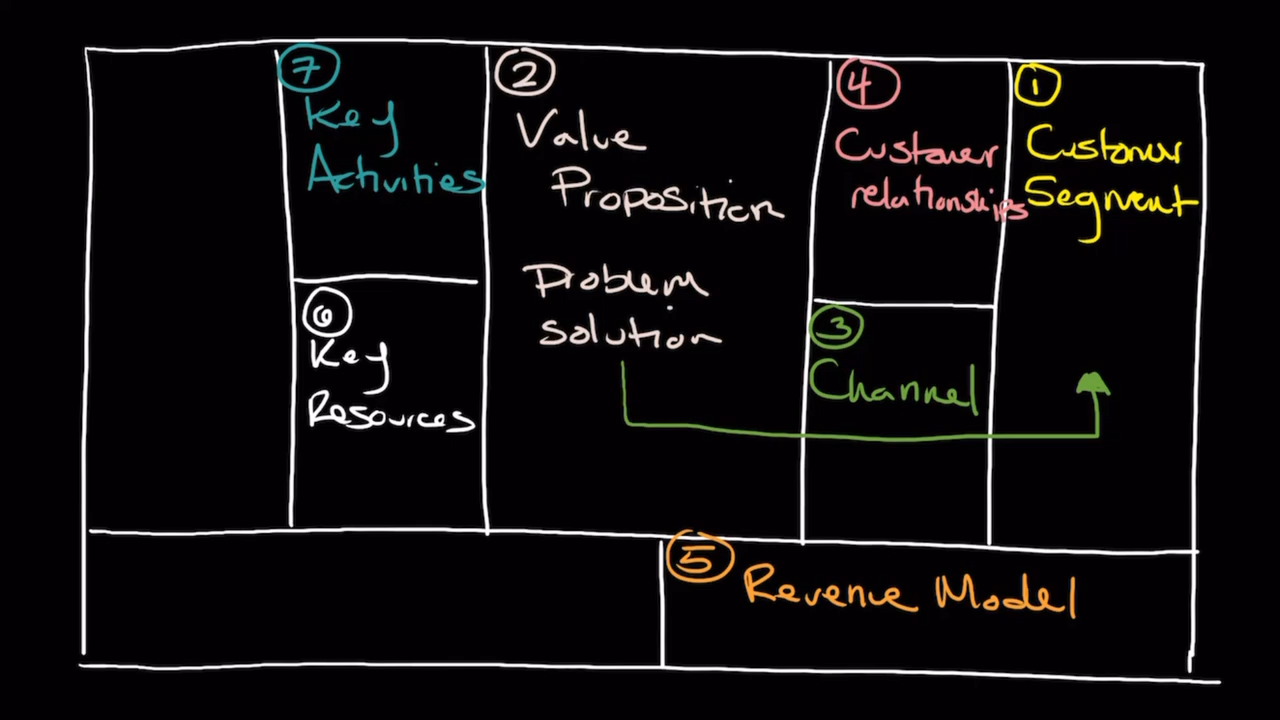 7
Key
Activities
2
Value
Proposition
Problem
solution
4
Customer
relationships
1
Customer
Segment
6
Key
Resources
3
Channel
5
Revenue Model